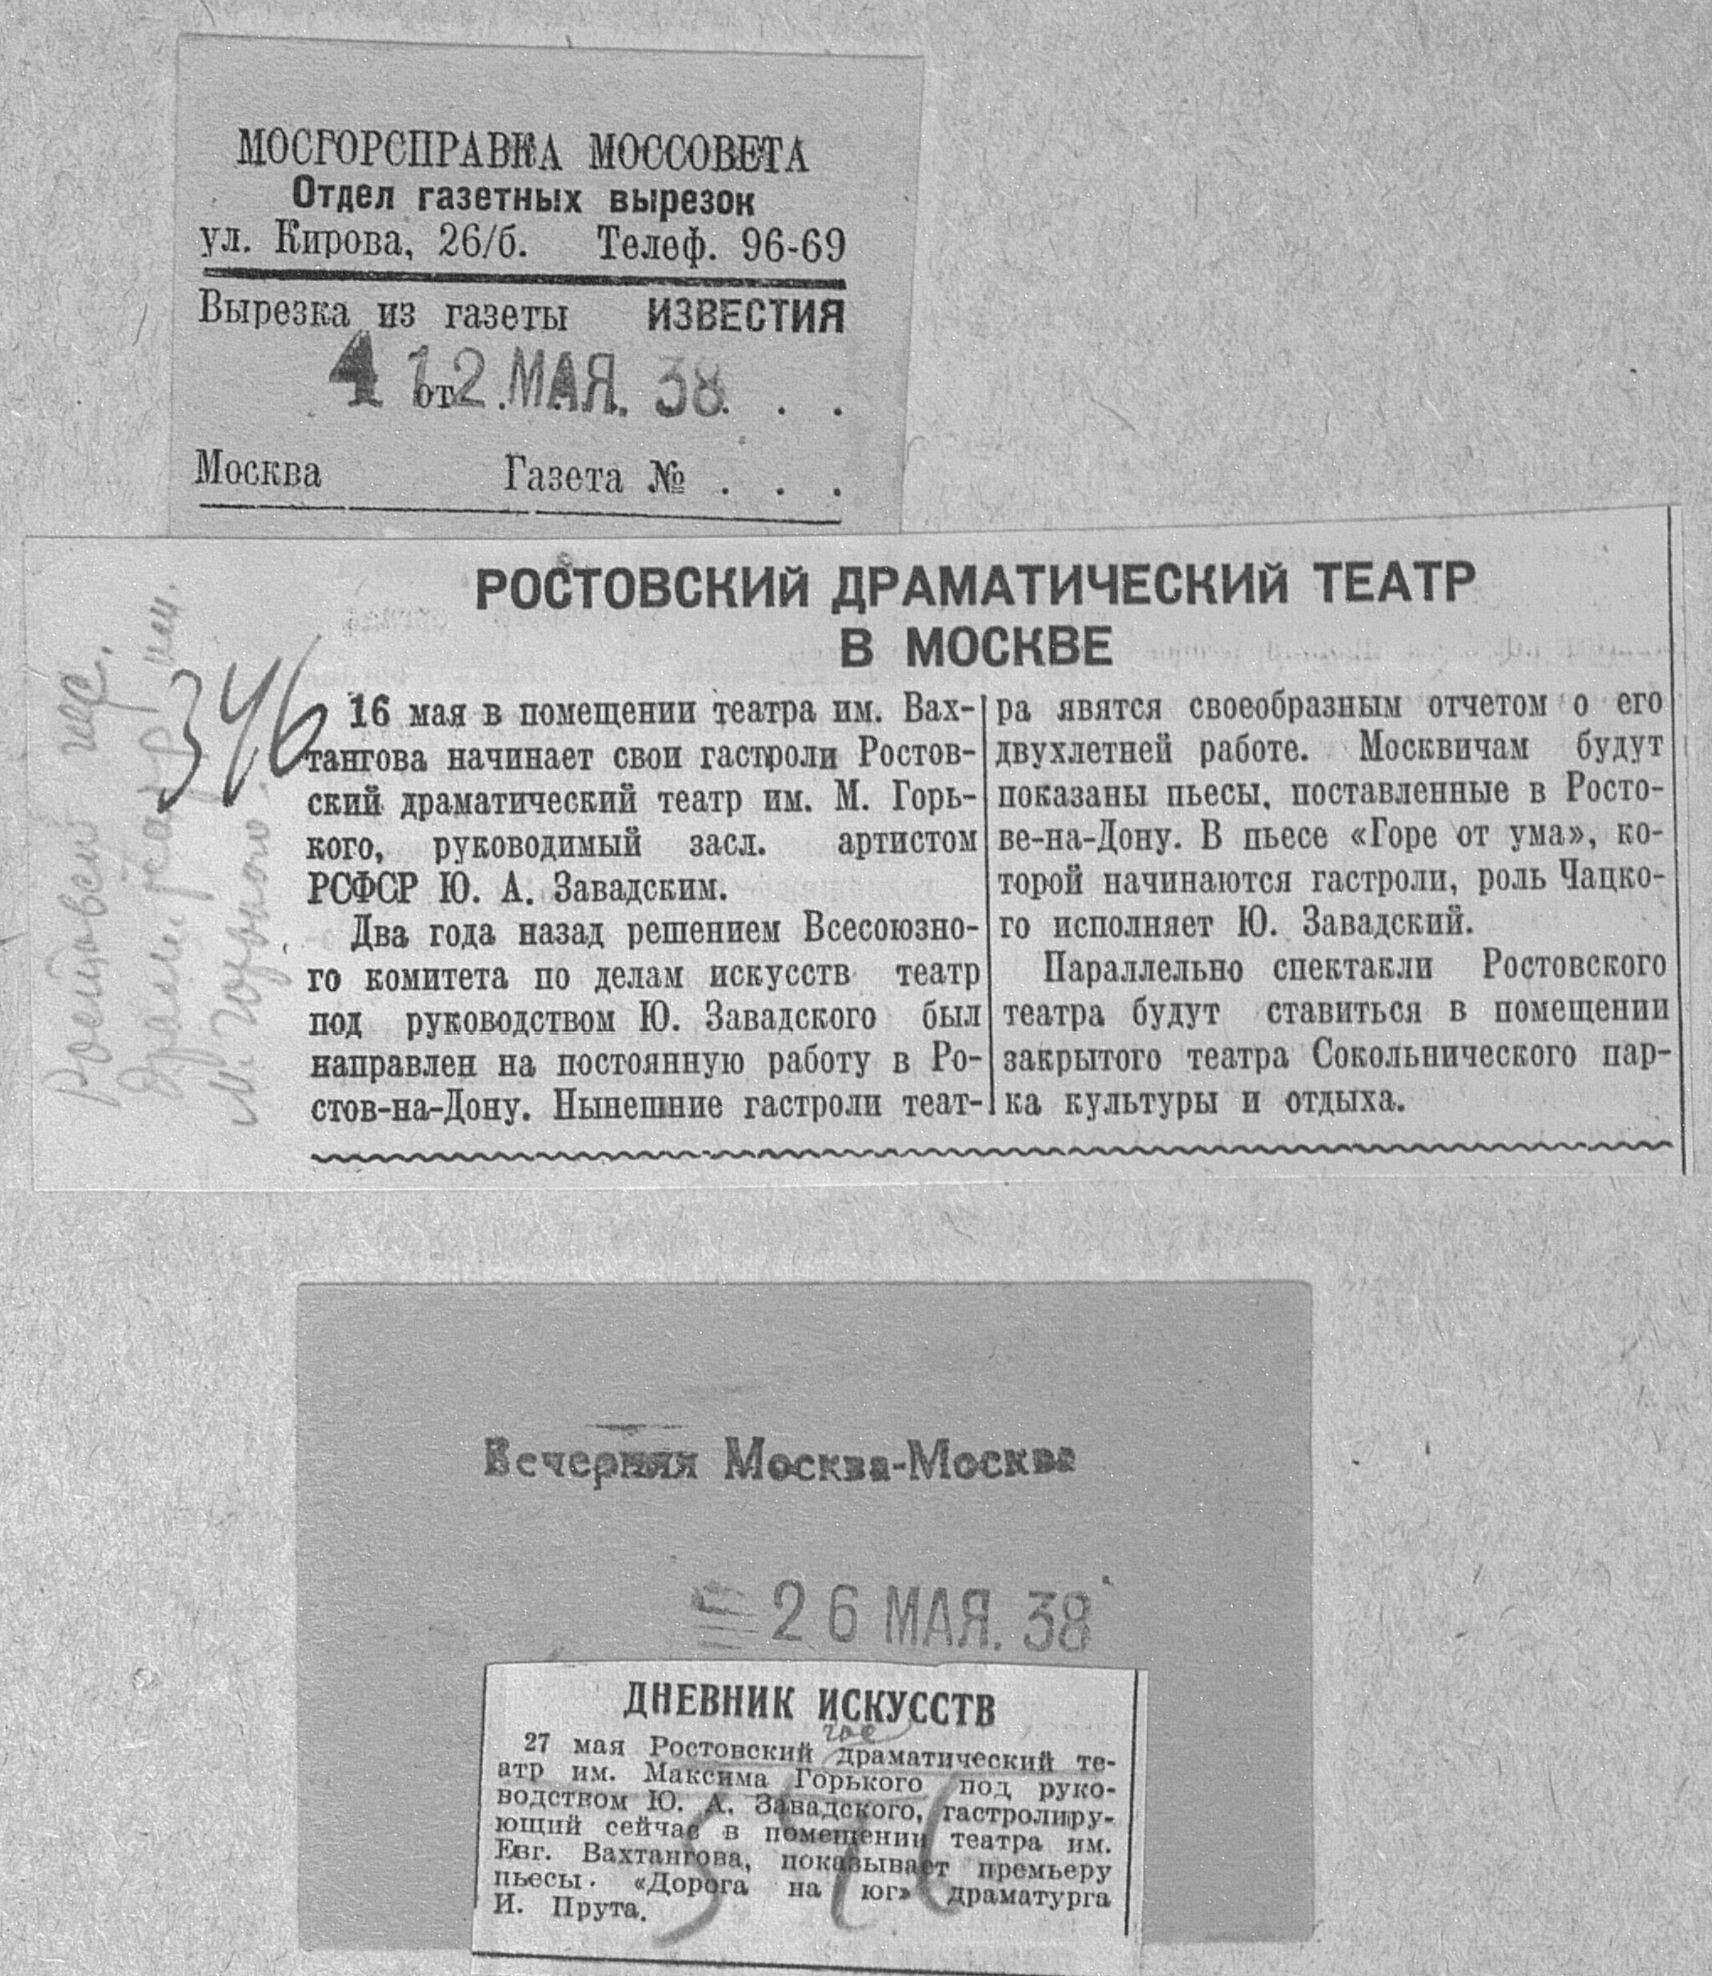 МОСГОРСПРАВКА МОССОВЕТА
Отдел газетных вырезок
ул. Кирова, 26/б. Телеф. 96-69
Вырезка из газеты ИЗВЕСТИЯ
4 от 12 МАЯ. 38 . . .
Москва Газета № . . .
РОСТОВСКИЙ ДРАМАТИЧЕСКИЙ ТЕАТР
В МОСКВЕ
346
драм. театр им.
М. Горького
16 мая в помещении театра им. Вах-
тангова начинает свои гастроли Ростов-
ский драматический театр им. М. Горь-
кого, руководимый засл. артистом
РСФСР Ю. А. Завадским.
Два года назад решением Всесоюзно-
го комитета по делам искусств театр
под руководством Ю. Завадского был
направлен на постоянную работу в Ро-
стов-на-Дону. Нынешние гастроли теат-
ра явятся своеобразным отчетом о его
двухлетней работе. Москвичам будут
показаны пьесы, поставленные в Росто-
ве-на-Дону. В пьесе «Горе от ума», ко-
торой начинаются гастроли, роль Чацко-
го исполняет Ю. Завадский.
Параллельно спектакли Ростовского
театра будут ставиться в помещении
закрытого театра Сокольнического пар-
ка культуры и отдыха.
Вечерняя Москва-Москва
26 МАЯ. 38
ДНЕВНИК ИСКУССТВ
гос
27 мая Ростовский драматический те-
атр им. Максима Горького под руко-
водством Ю. А. Завадского, гастролиру-
ющий сейчас в помещении театра им.
Евг. Вахтангова, показывает премьеру
пьесы «Дорога на юг» драматурга
И. Прута.
346